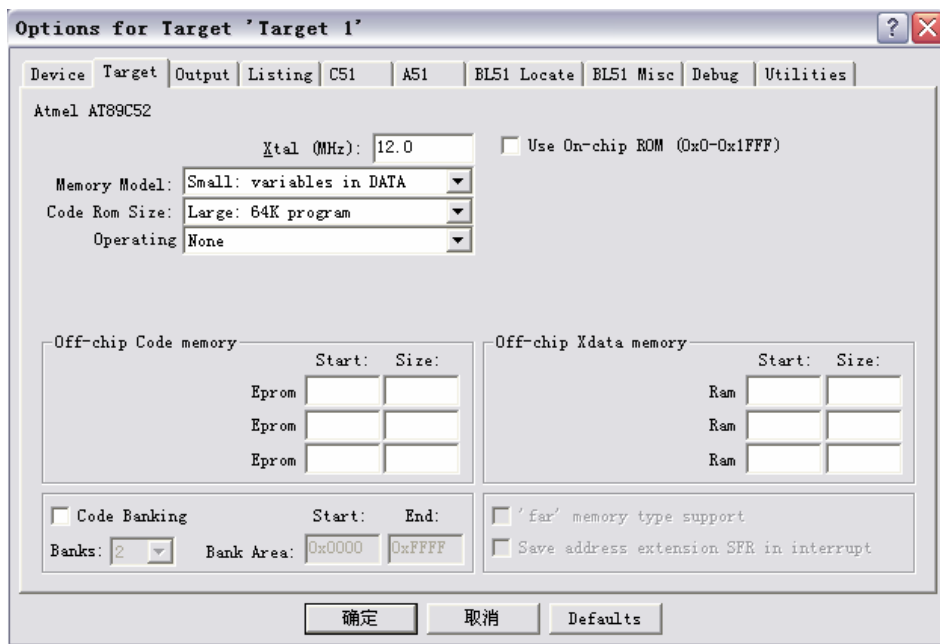 Options for Target 'Target 1'
Device Target Output Listing C51 A51 BL51 Locate BL51 Misc Debug Utilities
Atmel AT89C52
Xtal (MHz): 12.0 Use On-chip ROM (0x0-0x1FFF)
Memory Model: Small: variables in DATA
Code Rom Size: Large: 64K program
Operating None
Off-chip Code memory Off-chip Xdata memory
Start: Size: Start: Size:
Eprom Ram
Eprom Ram
Eprom Ram
Code Banking Start: End: 'far' memory type support
Banks: 2 Bank Area: 0x0000 0xFFFF Save address extension SFR in interrupt
确定 取消 Defaults